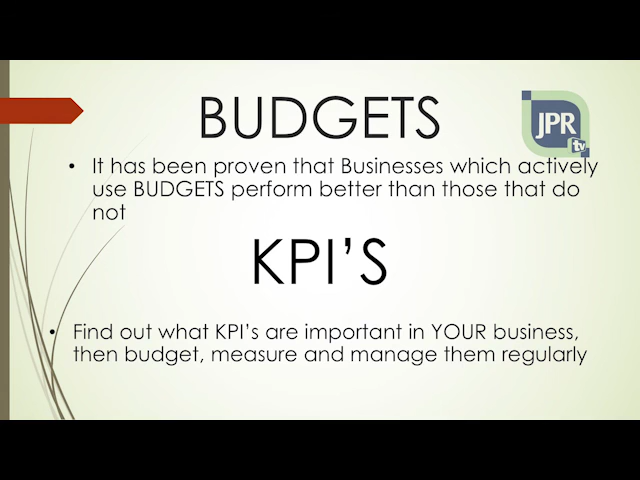 BUDGETS
JPR
tv
• It has been proven that Businesses which actively
use BUDGETS perform better than those that do
not
KPI’S
• Find out what KPI’s are important in YOUR business,
then budget, measure and manage them regularly